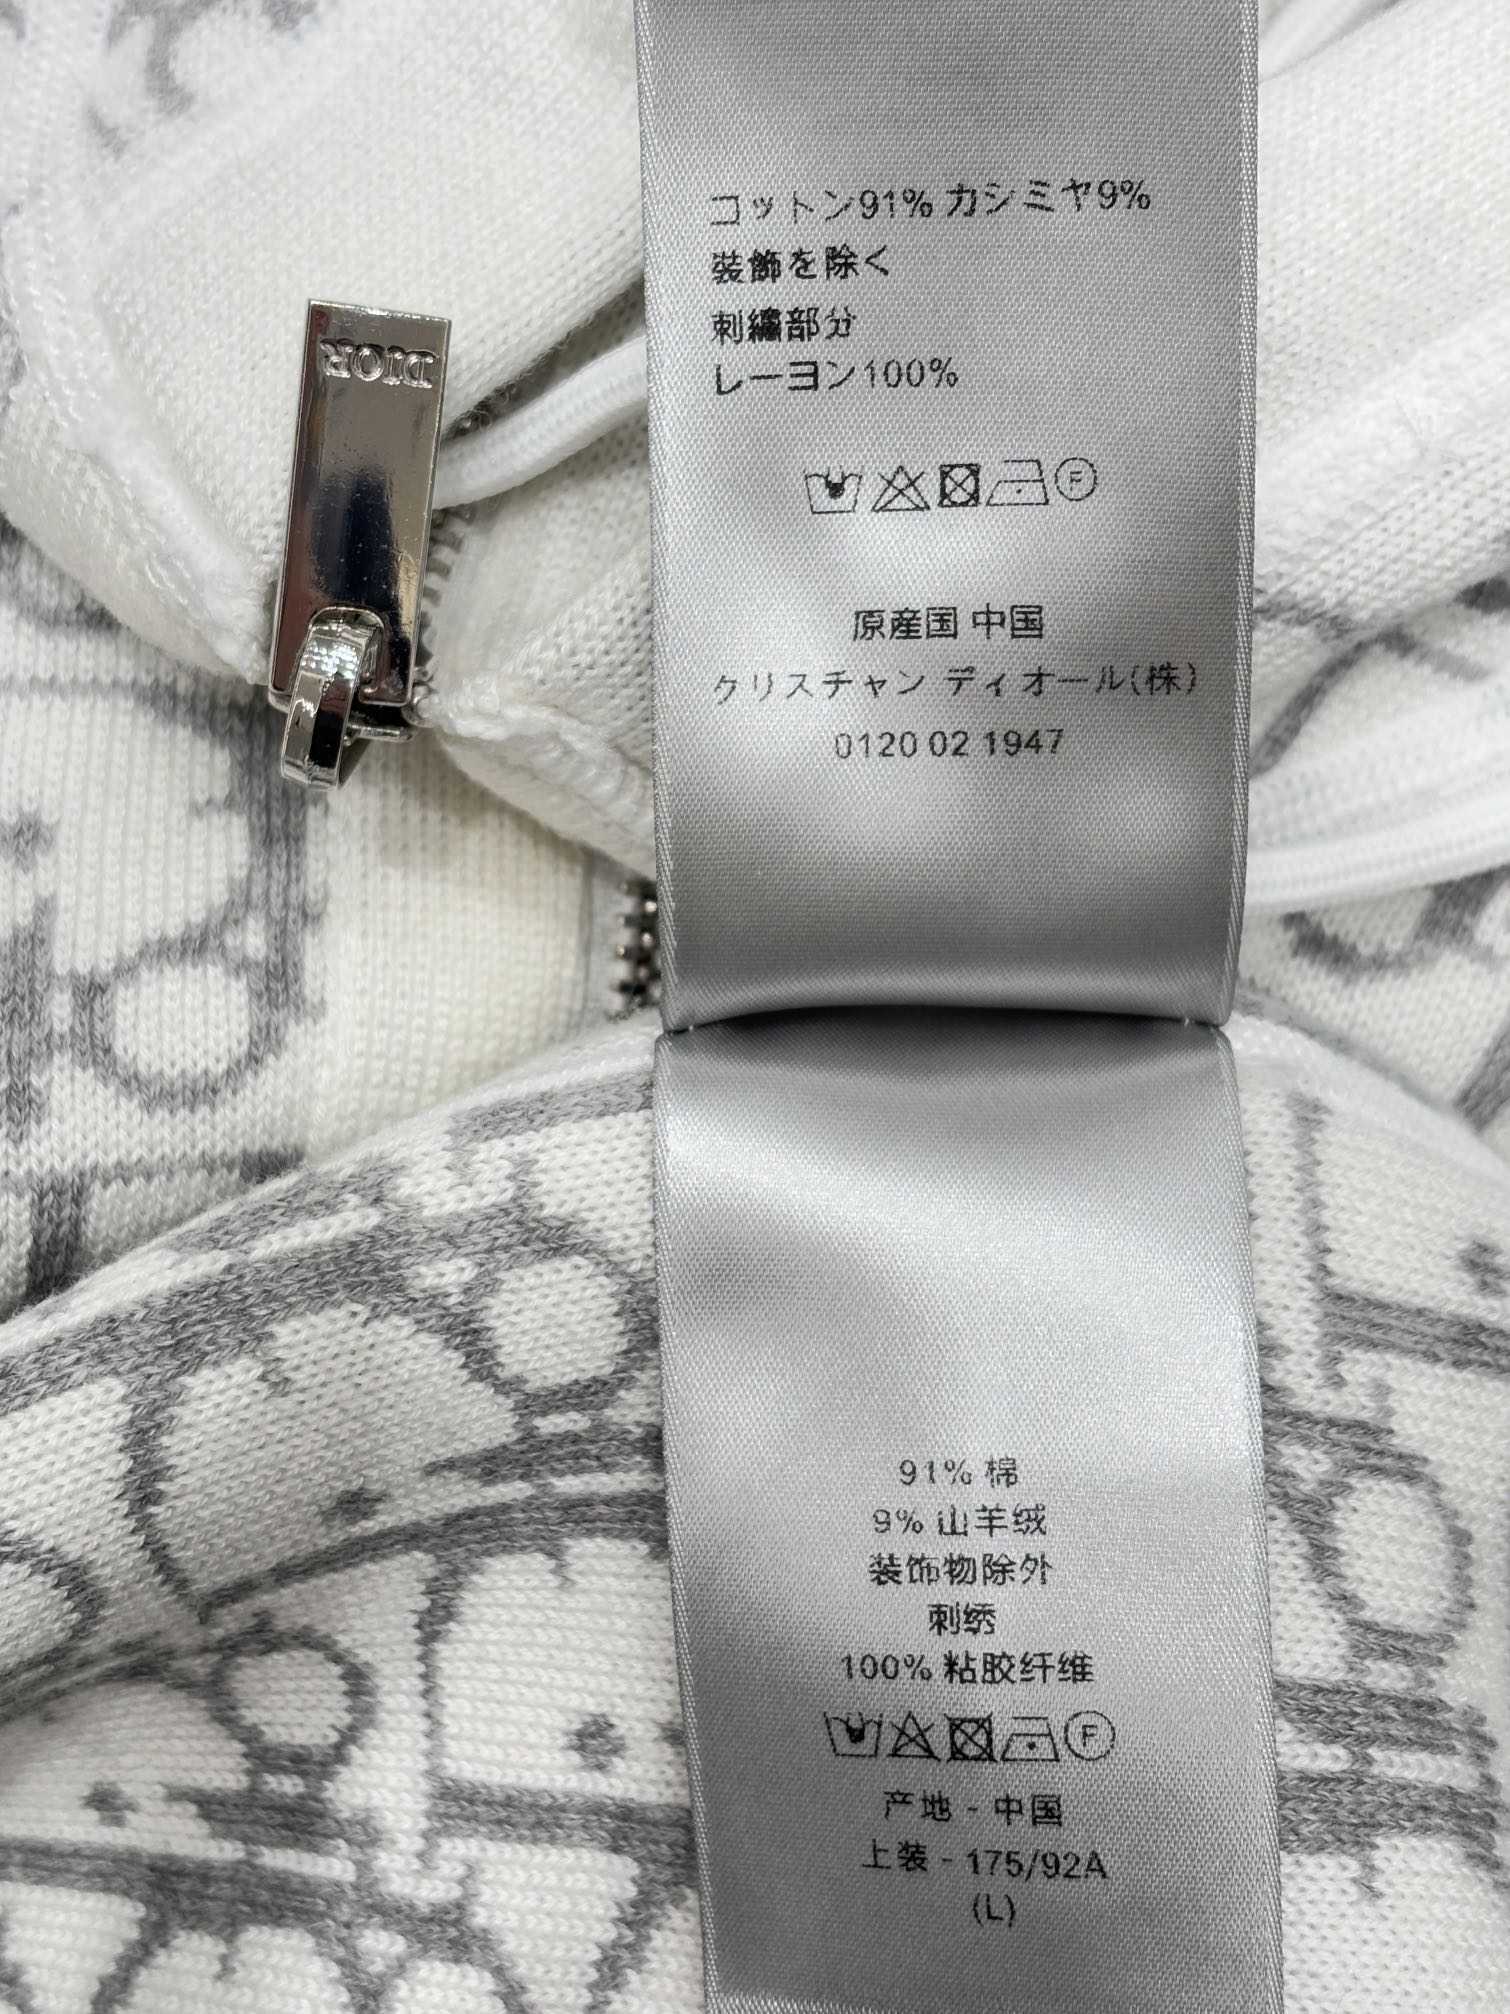 DIOR
コットン91% カシミヤ9%
装飾を除く
刺繍部分
レーヨン100%
F
原産国 中国
クリスチャン ディオール(株)
0120 02 1947
91% 棉
9% 山羊绒
装饰物除外
刺绣
100% 粘胶纤维
F
产地 - 中国
上装 - 175/92A
(L)